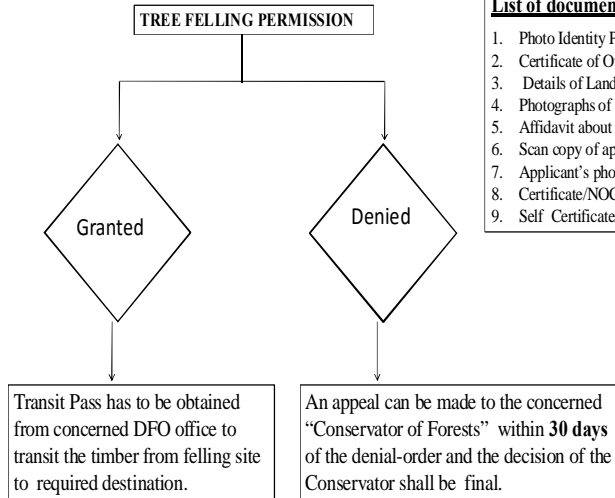 TREE FELLING PERMISSION
Granted
Denied
Transit Pass has to be obtained
from concerned DFO office to
transit the timber from felling site
to required destination.
An appeal can be made to the concerned
“Conservator of Forests” within 30 days
of the denial-order and the decision of the
Conservator shall be final.
List of
1. Photo Identity
2. Certificate of
3. Details of Land
4. Photographs of
5. Affidavit about
6. Scan copy of
7. Applicant’s
8. Certificate/NOC
9. Self Certificate